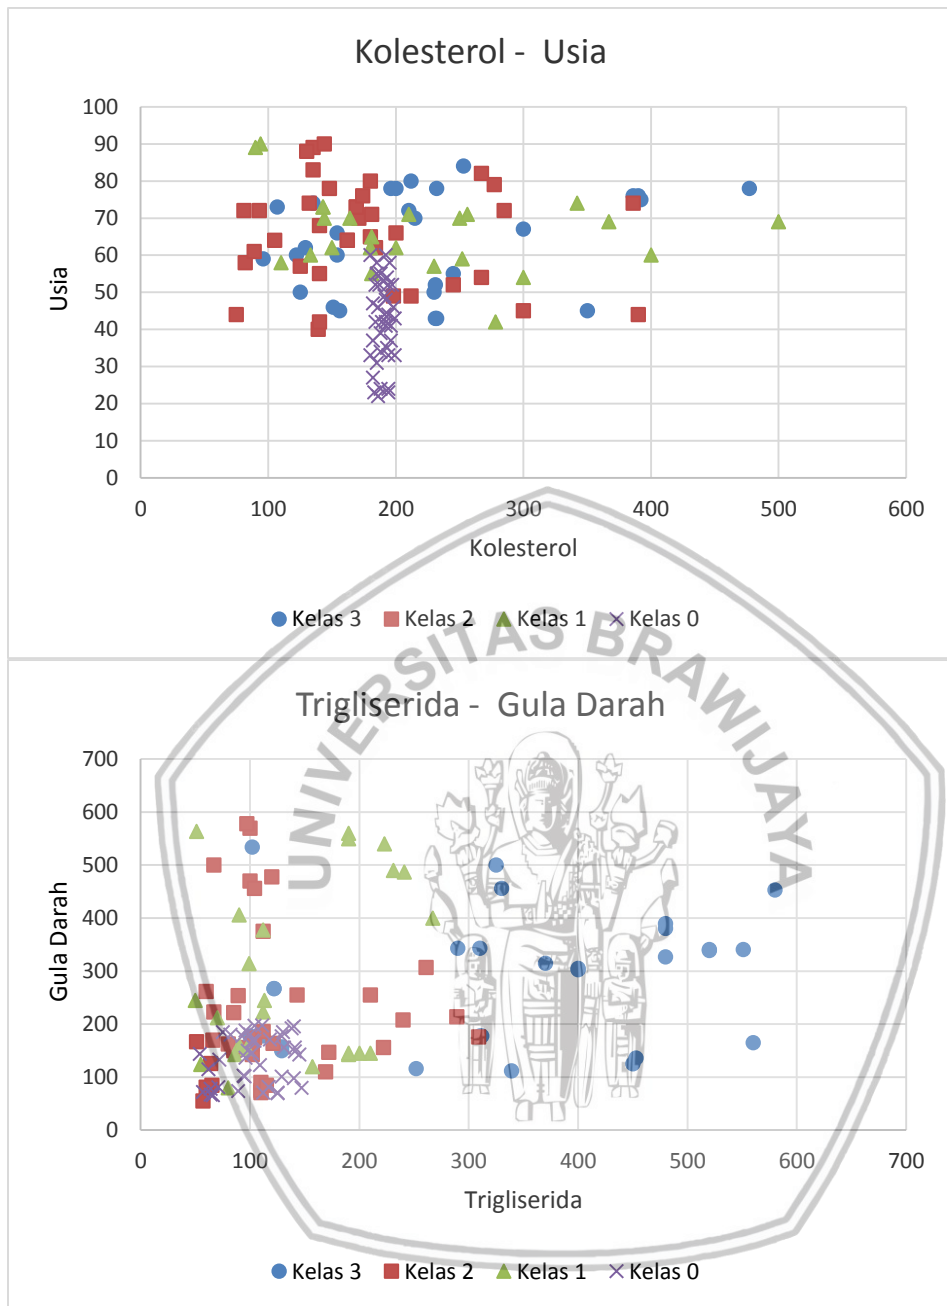 Kolesterol - Usia
100
90
80
70
60
50
40
30
20
10
0
Usia
0 100 200 300 400 500 600
Kolesterol
Kelas 3 Kelas 2 Kelas 1 Kelas 0
UNIVERSITAS BRAWIJAYA
Trigliserida - Gula Darah
700
600
500
400
300
200
100
0
Gula Darah
0 100 200 300 400 500 600 700
Trigliserida
Kelas 3 Kelas 2 Kelas 1 Kelas 0